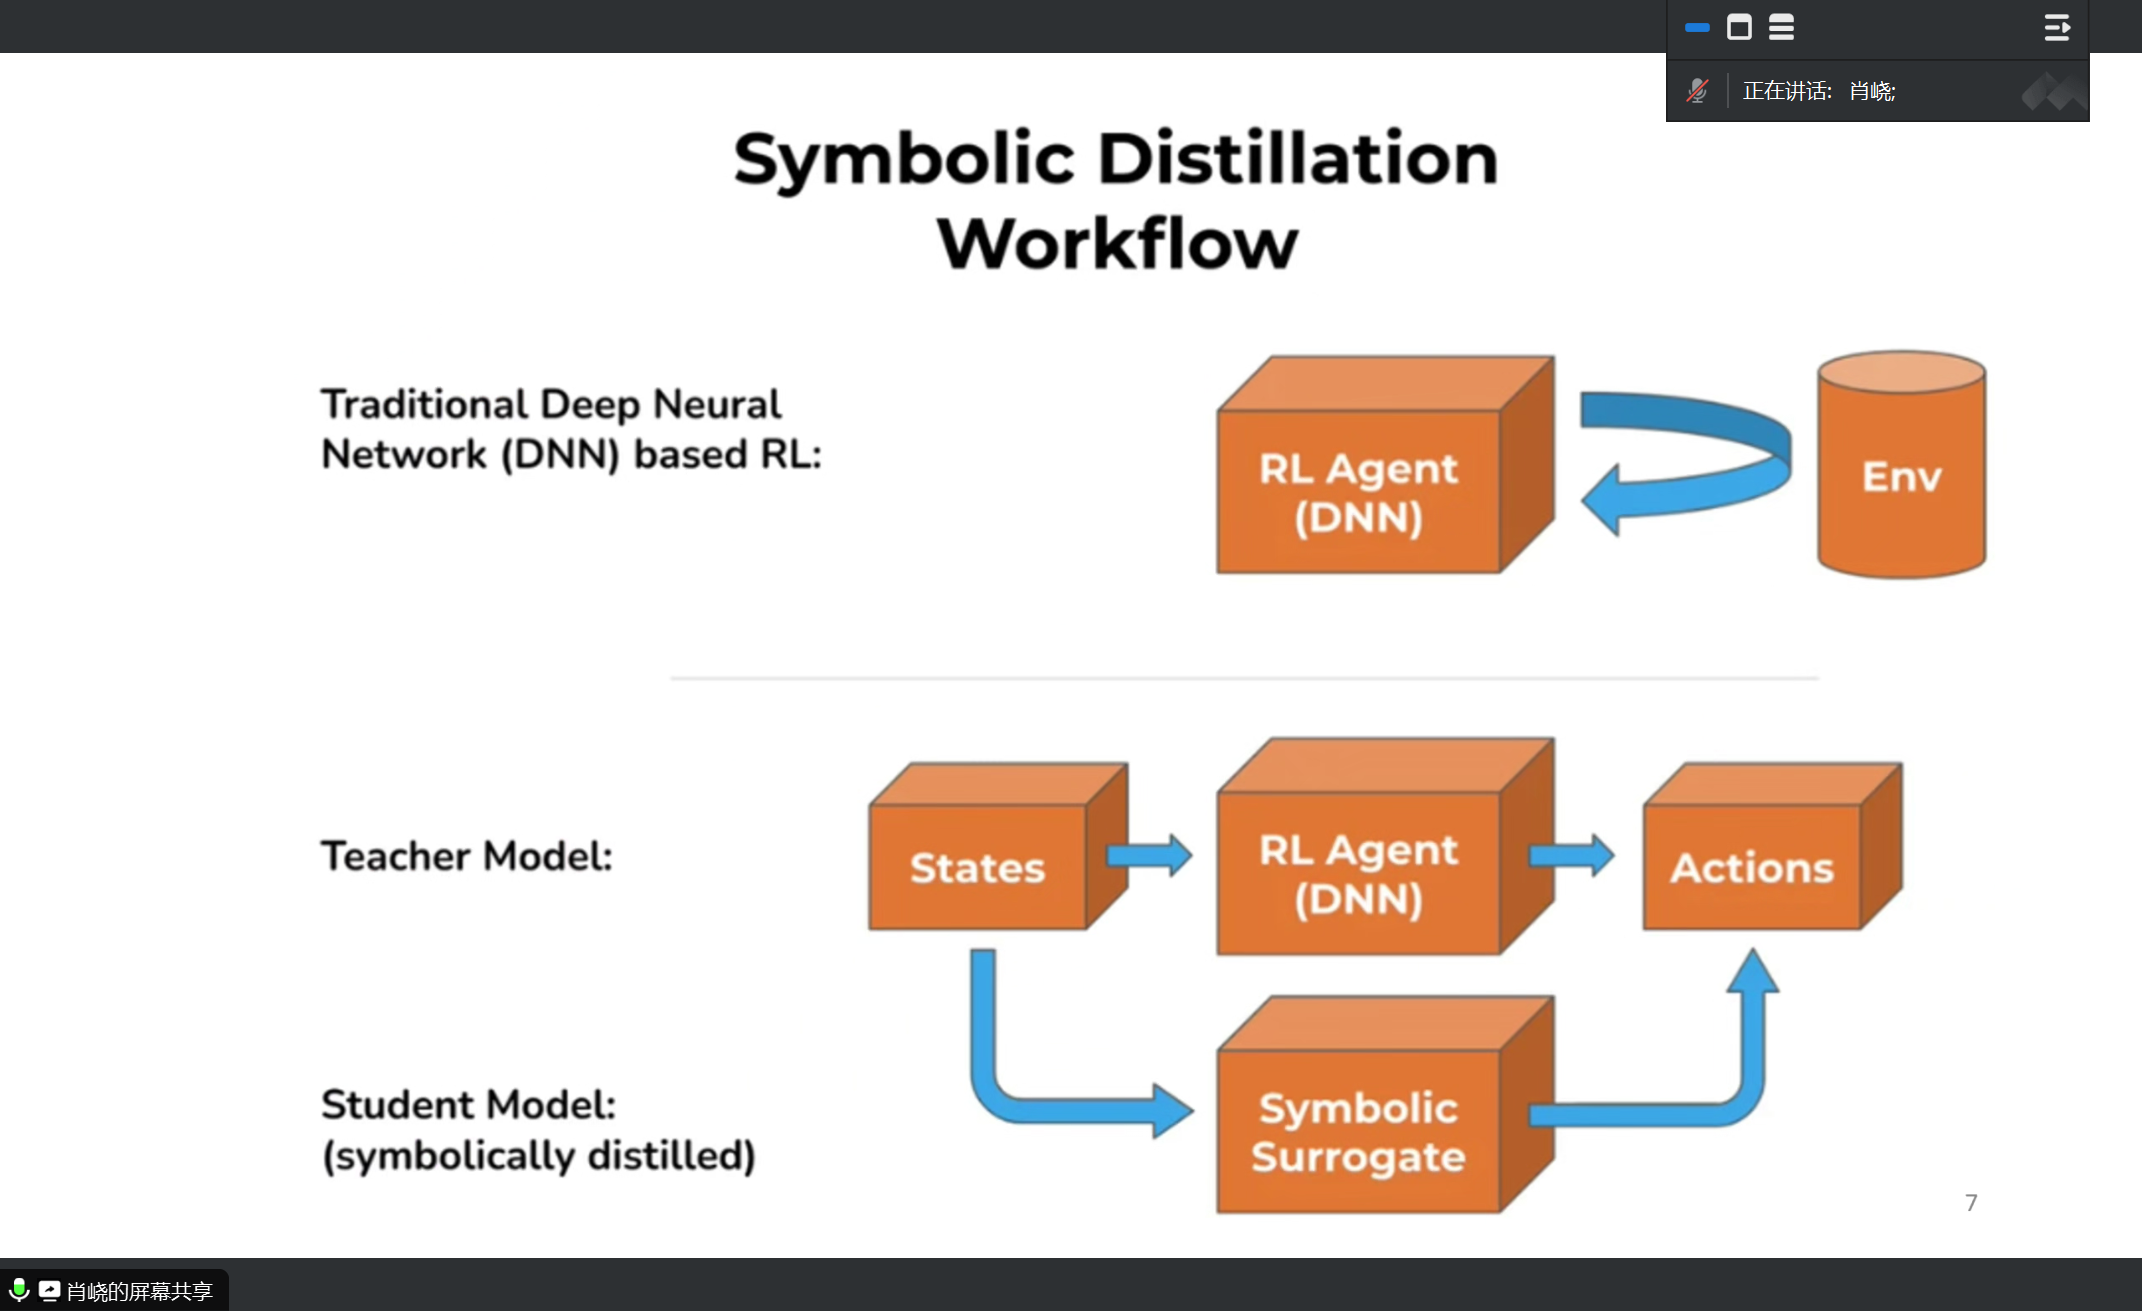 正在讲话: 肖峣;
Symbolic Distillation
Workflow
Traditional Deep Neural
Network (DNN) based RL:
RL Agent
(DNN)
Env
Teacher Model:
States
RL Agent
(DNN)
Actions
Student Model:
(symbolically distilled)
Symbolic
Surrogate
7
肖峣的屏幕共享